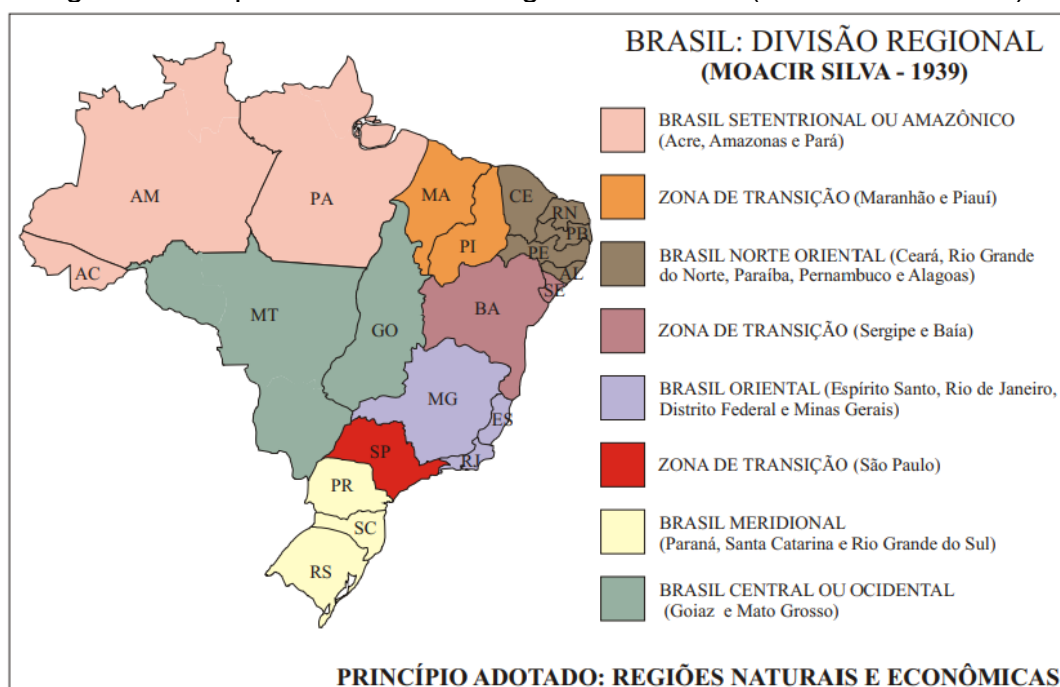 BRASIL: DIVISÃO REGIONAL
(MOACIR SILVA - 1939)
BRASIL SETENTRIONAL OU AMAZÔNICO
(Acre, Amazonas e Pará)
ZONA DE TRANSIÇÃO (Maranhão e Piauí)
BRASIL NORTE ORIENTAL (Ceará, Rio Grande
do Norte, Paraíba, Pernambuco e Alagoas)
ZONA DE TRANSIÇÃO (Sergipe e Baía)
BRASIL ORIENTAL (Espírito Santo, Rio de Janeiro,
Distrito Federal e Minas Gerais)
ZONA DE TRANSIÇÃO (São Paulo)
BRASIL MERIDIONAL
(Paraná, Santa Catarina e Rio Grande do Sul)
BRASIL CENTRAL OU OCIDENTAL
(Goiaz e Mato Grosso)
AM
PA
MA
CE
RN
PB
PI
PE
AL
SE
AC
MT
GO
BA
MG
ES
SP
RJ
PR
SC
RS
PRINCÍPIO ADOTADO: REGIÕES NATURAIS E ECONÔMICAS